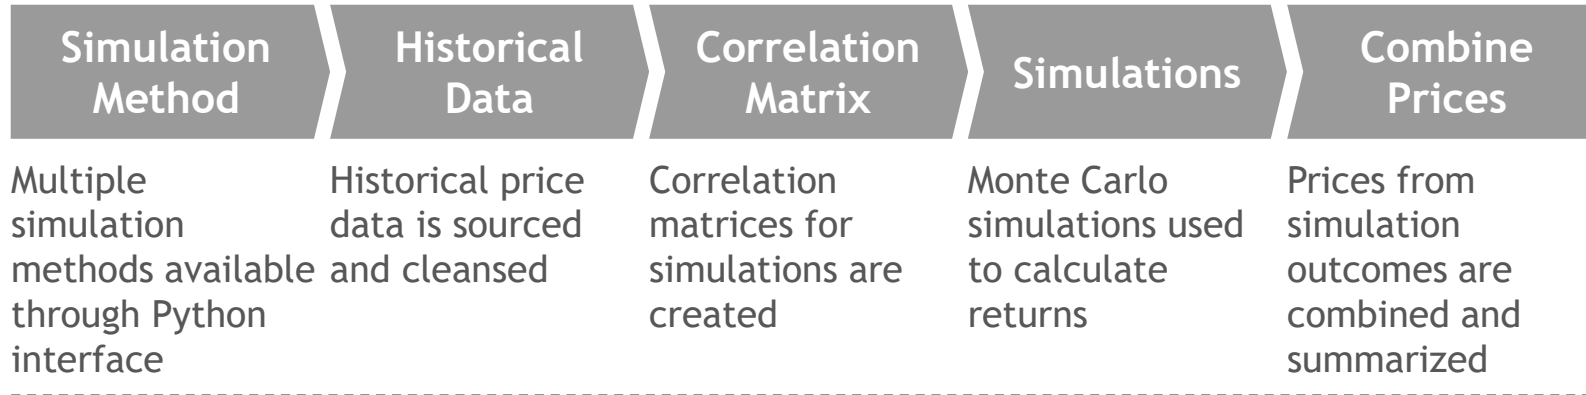 Simulation
Method
Historical
Data
Correlation
Matrix
Simulations
Combine
Prices
Multiple
simulation
methods available
through Python
interface
Historical price
data is sourced
and cleansed
Correlation
matrices for
simulations are
created
Monte Carlo
simulations used
to calculate
returns
Prices from
simulation
outcomes are
combined and
summarized